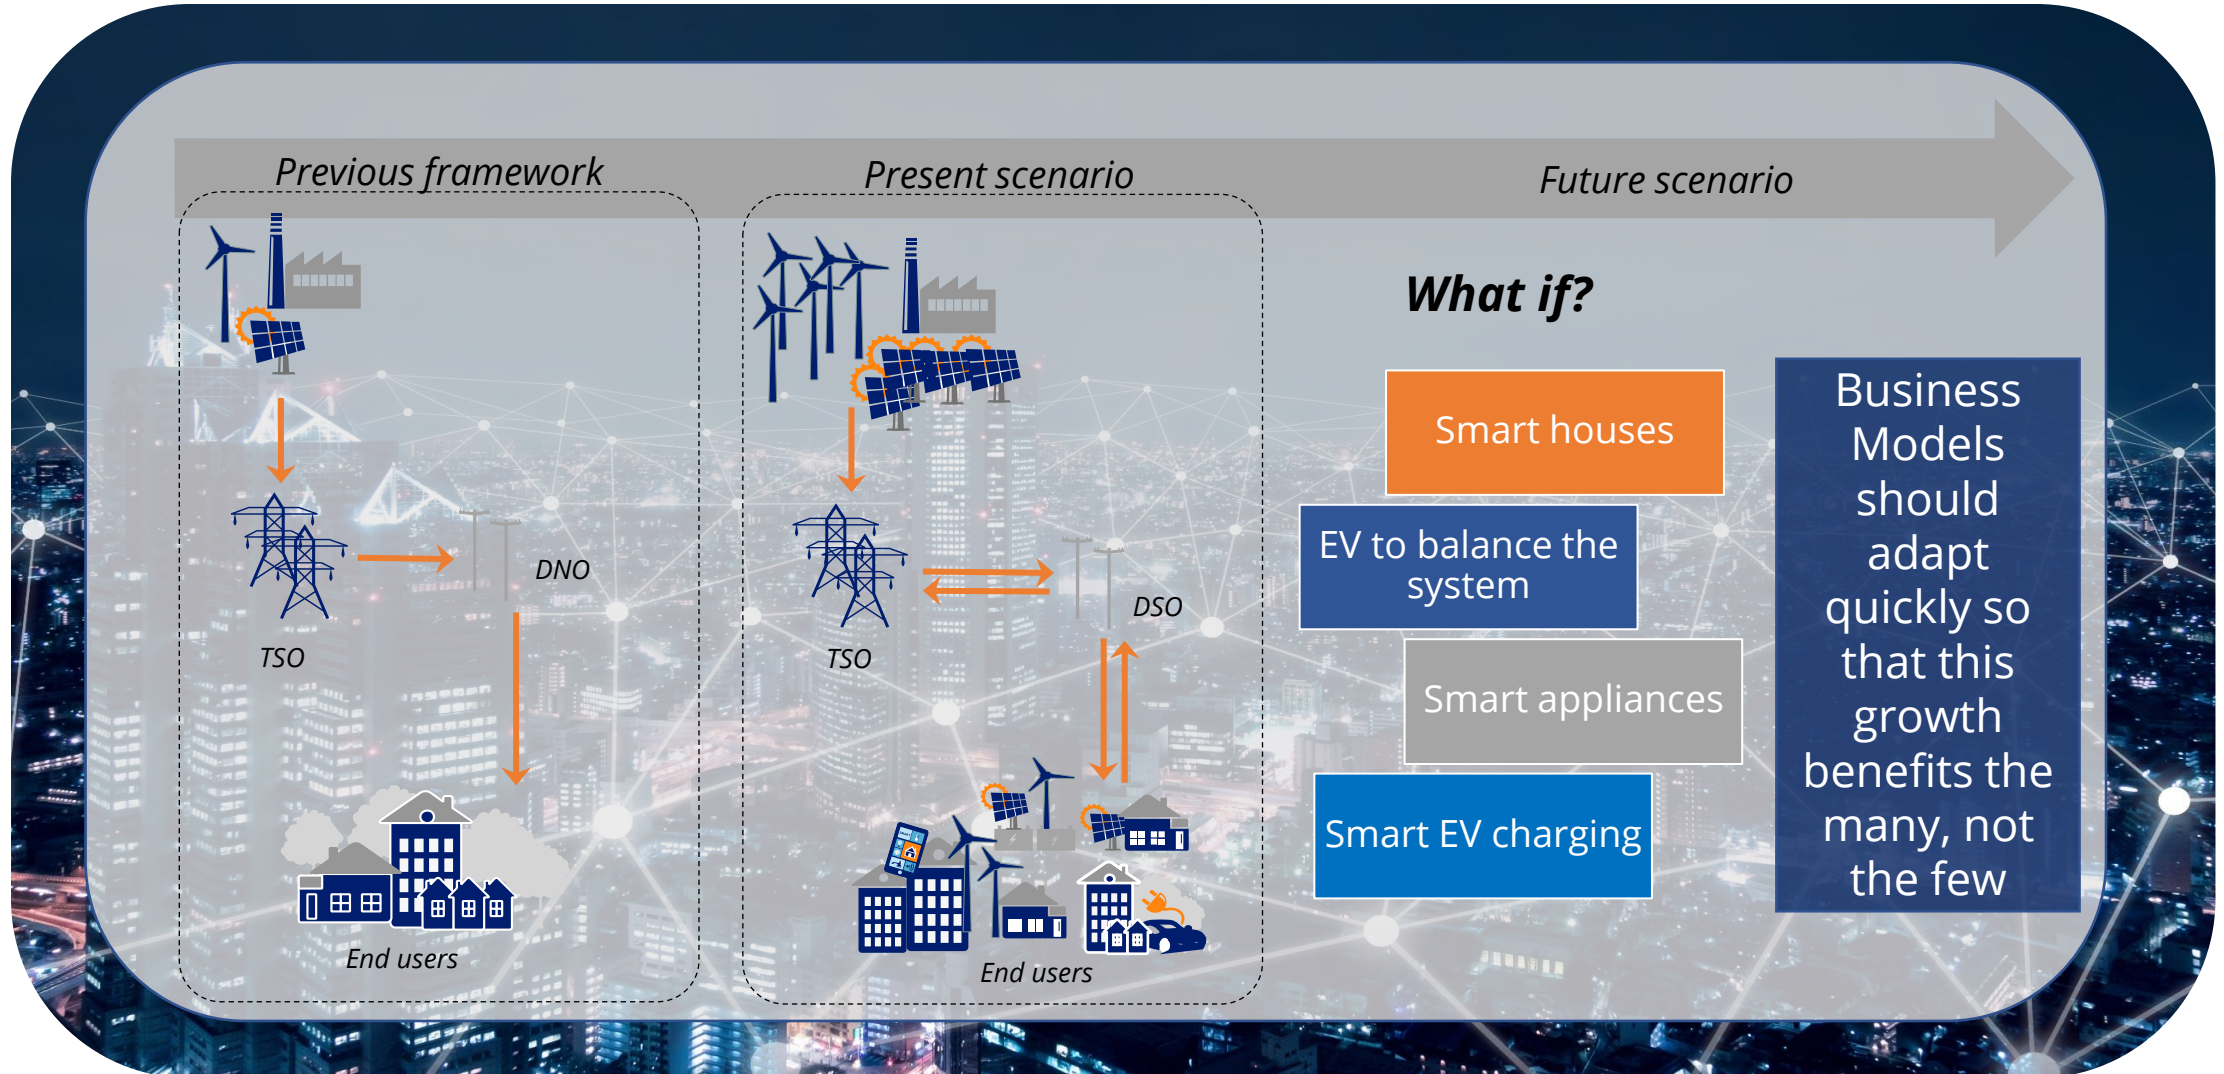 Previous framework
Present scenario
Future scenario
What if?
DNO
TSO
End users
DSO
TSO
End users
Smart houses
EV to balance the
system
Smart appliances
Smart EV charging
Business
Models
should
adapt
quickly so
that this
growth
benefits the
many, not
the few